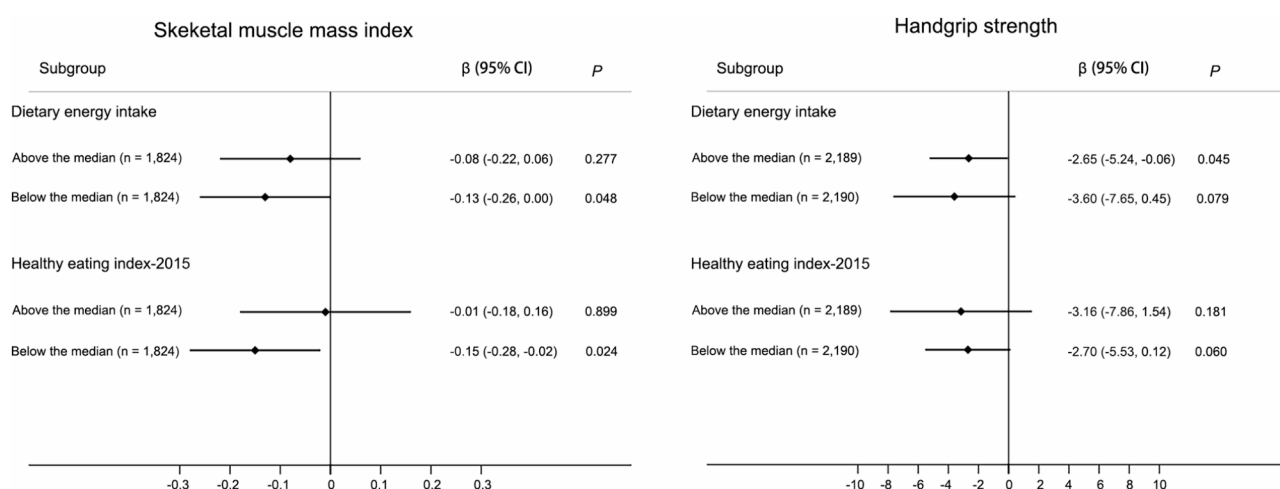 Skeketal muscle mass index
Subgroup β (95% CI) P
Dietary energy intake
Above the median (n = 1,824) -0.08 (-0.22, 0.06) 0.277
Below the median (n = 1,824) -0.13 (-0.26, 0.00) 0.048
Healthy eating index-2015
Above the median (n = 1,824) -0.01 (-0.18, 0.16) 0.899
Below the median (n = 1,824) -0.15 (-0.28, -0.02) 0.024
-0.3 -0.2 -0.1 0 0.1 0.2 0.3
Handgrip strength
Subgroup β (95% CI) P
Dietary energy intake
Above the median (n = 2,189) -2.65 (-5.24, -0.06) 0.045
Below the median (n = 2,190) -3.60 (-7.65, 0.45) 0.079
Healthy eating index-2015
Above the median (n = 2,189) -3.16 (-7.86, 1.54) 0.181
Below the median (n = 2,190) -2.70 (-5.53, 0.12) 0.060
-10 -8 -6 -4 -2 0 2 4 6 8 10